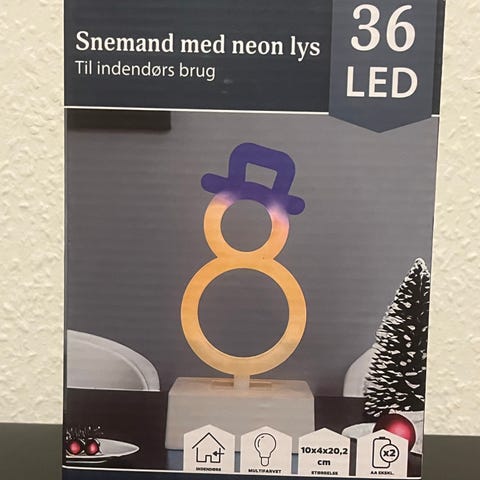 Snemand med neon lys
Til indendørs brug
36
LED
INDENDØRS
MULTIFARVET
10x4x20,2
cm
STØRRELSE
x2
AA EKSKL.